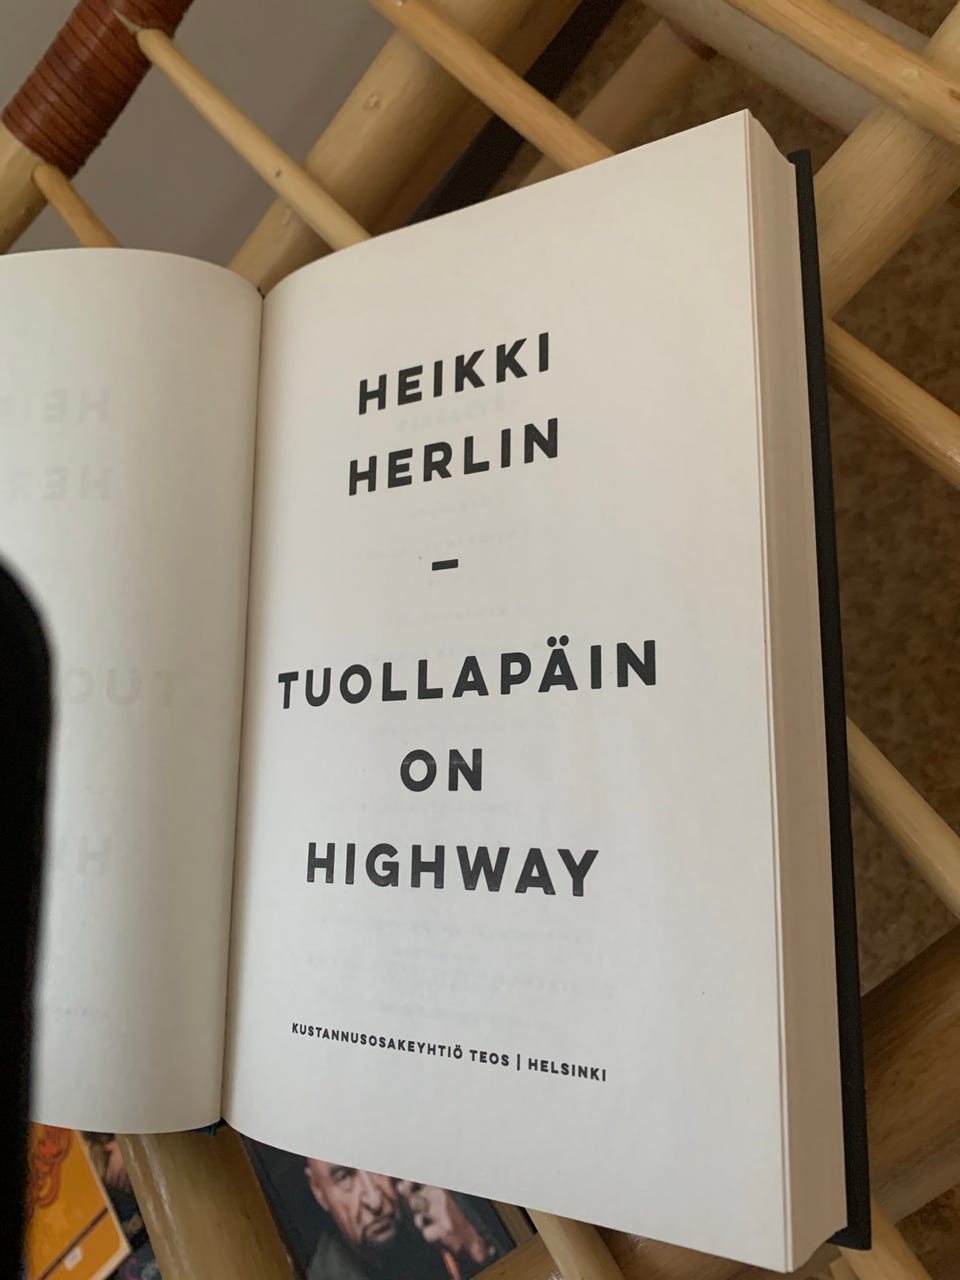 HEIKKI
HERLIN
–
TUOLLAPÄIN
ON
HIGHWAY
KUSTANNUSOSAKEYHTIÖ TEOS | HELSINKI